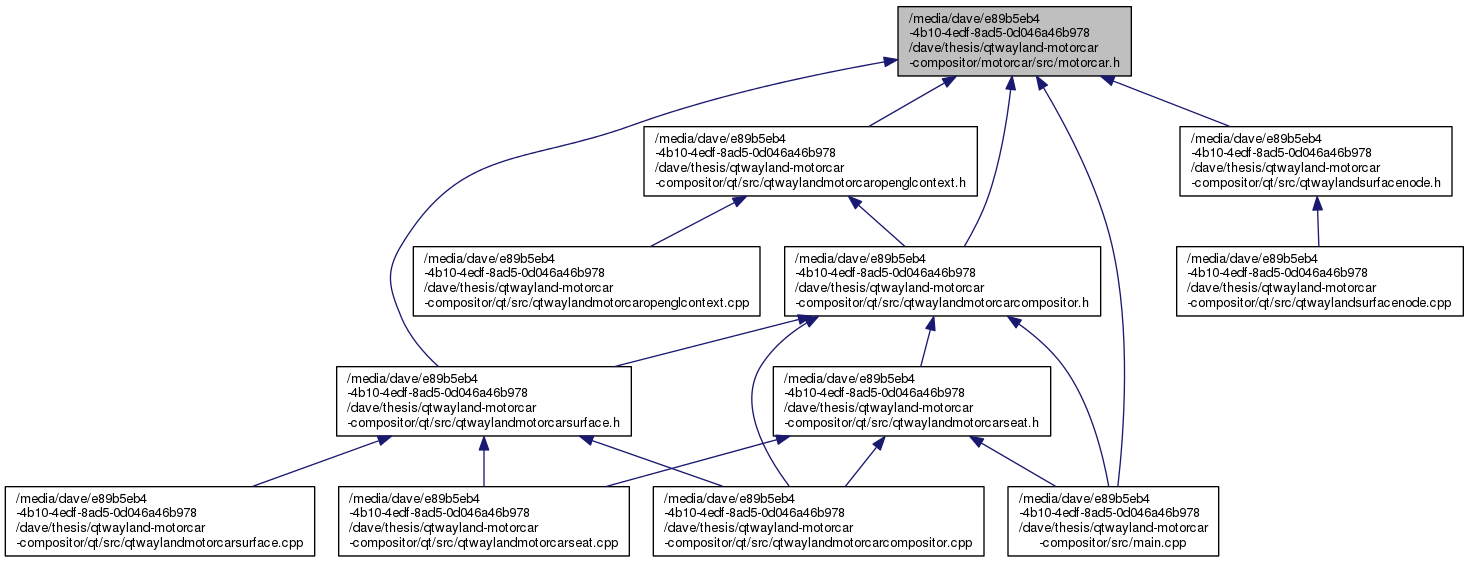 /media/dave/e89b5eb4
-4b10-4edf-8ad5-0d046a46b978
/dave/thesis/qtwayland-motorcar
-compositor/motorcar/src/motorcar.h
/media/dave/e89b5eb4
-4b10-4edf-8ad5-0d046a46b978
/dave/thesis/qtwayland-motorcar
-compositor/qt/src/qtwaylandmotorcaropenglcontext.h
/media/dave/e89b5eb4
-4b10-4edf-8ad5-0d046a46b978
/dave/thesis/qtwayland-motorcar
-compositor/qt/src/qtwaylandsurfacenode.h
/media/dave/e89b5eb4
-4b10-4edf-8ad5-0d046a46b978
/dave/thesis/qtwayland-motorcar
-compositor/qt/src/qtwaylandmotorcaropenglcontext.cpp
/media/dave/e89b5eb4
-4b10-4edf-8ad5-0d046a46b978
/dave/thesis/qtwayland-motorcar
-compositor/qt/src/qtwaylandmotorcarcompositor.h
/media/dave/e89b5eb4
-4b10-4edf-8ad5-0d046a46b978
/dave/thesis/qtwayland-motorcar
-compositor/qt/src/qtwaylandsurfacenode.cpp
/media/dave/e89b5eb4
-4b10-4edf-8ad5-0d046a46b978
/dave/thesis/qtwayland-motorcar
-compositor/qt/src/qtwaylandmotorcarsurface.h
/media/dave/e89b5eb4
-4b10-4edf-8ad5-0d046a46b978
/dave/thesis/qtwayland-motorcar
-compositor/qt/src/qtwaylandmotorcarseat.h
/media/dave/e89b5eb4
-4b10-4edf-8ad5-0d046a46b978
/dave/thesis/qtwayland-motorcar
-compositor/qt/src/qtwaylandmotorcarsurface.cpp
/media/dave/e89b5eb4
-4b10-4edf-8ad5-0d046a46b978
/dave/thesis/qtwayland-motorcar
-compositor/qt/src/qtwaylandmotorcarseat.cpp
/media/dave/e89b5eb4
-4b10-4edf-8ad5-0d046a46b978
/dave/thesis/qtwayland-motorcar
-compositor/qt/src/qtwaylandmotorcarcompositor.cpp
/media/dave/e89b5eb4
-4b10-4edf-8ad5-0d046a46b978
/dave/thesis/qtwayland-motorcar
-compositor/src/main.cpp